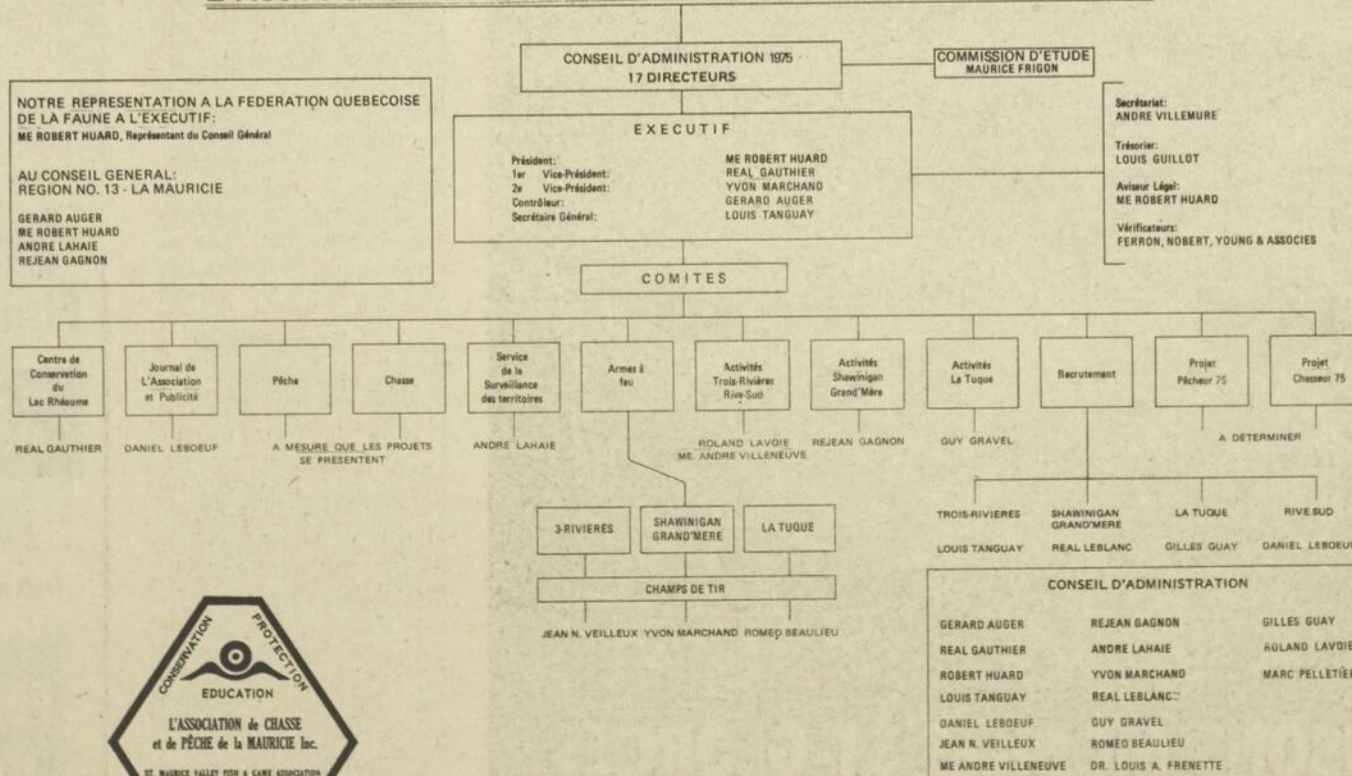 CONSEIL D'ADMINISTRATION 1975
17 DIRECTEURS
COMMISSION D'ETUDE
MAURICE FRIGON
NOTRE REPRESENTATION A LA FEDERATION QUEBECOISE
DE LA FAUNE A L'EXECUTIF:
ME ROBERT HUARD, Représentant du Conseil Général
AU CONSEIL GENERAL:
REGION NO. 13 - LA MAURICIE
GERARD AUGER
ME ROBERT HUARD
ANDRE LAHAIE
REJEAN GAGNON
EXECUTIF
Président: ME ROBERT HUARD
1er Vice-Président: REAL GAUTHIER
2e Vice-Président: YVON MARCHAND
Contrôleur: GERARD AUGER
Secrétaire Général: LOUIS TANGUAY
Secrétariat:
ANDRE VILLEMURE
Trésorier:
LOUIS GUILLOT
Aviseur Légal:
ME ROBERT HUARD
Vérificateurs:
FERRON, NOBERT, YOUNG & ASSOCIES
COMITES
Centre de
Conservation
du
Lac Rhéaume
REAL GAUTHIER
Journal de
L'Association
et Publicité
DANIEL LEBOEUF
Pêche
Chasse
A MESURE QUE LES PROJETS
SE PRESENTENT
Service
de la
Surveillance
des territoires
ANDRE LAHAIE
Armes à
feu
Activités
Trois-Rivières
Rive-Sud
ROLAND LAVOIE
ME. ANDRE VILLENEUVE
Activités
Shawinigan
Grand'Mère
REJEAN GAGNON
Activités
La Tuque
GUY GRAVEL
Recrutement
Projet
Pêcheur 75
Projet
Chasseur 75
A DETERMINER
3-RIVIERES
SHAWINIGAN
GRAND'MERE
LA TUQUE
CHAMPS DE TIR
JEAN N. VEILLEUX YVON MARCHAND ROMEO BEAULIEU
TROIS-RIVIERES
LOUIS TANGUAY
SHAWINIGAN
GRAND'MERE
REAL LEBLANC
LA TUQUE
GILLES GUAY
RIVE SUD
DANIEL LEBOEUF
CONSEIL D'ADMINISTRATION
GERARD AUGER REJEAN GAGNON GILLES GUAY
REAL GAUTHIER ANDRE LAHAIE ROLAND LAVOIE
ROBERT HUARD YVON MARCHAND MARC PELLETIER
LOUIS TANGUAY REAL LEBLANC
DANIEL LEBOEUF GUY GRAVEL
JEAN N. VEILLEUX ROMEO BEAULIEU
ME ANDRE VILLENEUVE DR. LOUIS A. FRENETTE
CONSERVATION
PROTECTION
EDUCATION
L'ASSOCIATION de CHASSE
et de PÊCHE de la MAURICIE Inc.
ST. MAURICE VALLEY FISH & GAME ASSOCIATION